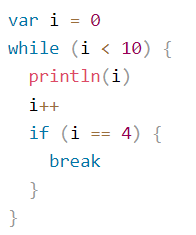 var i = 0
while (i < 10) {
  println(i)
  i++
  if (i == 4) {
    break
  }
}